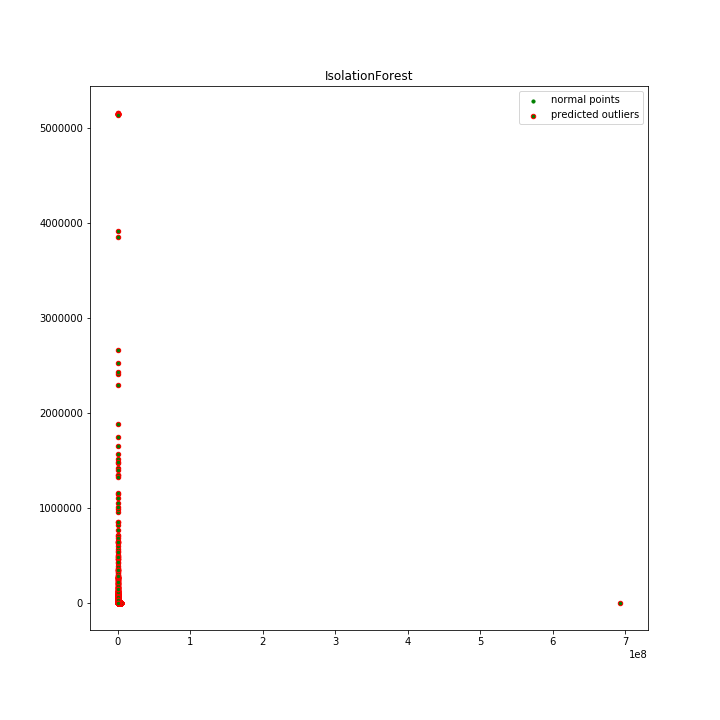 IsolationForest
normal points
predicted outliers
5000000
4000000
3000000
2000000
1000000
0
0 1 2 3 4 5 6 7
1e8